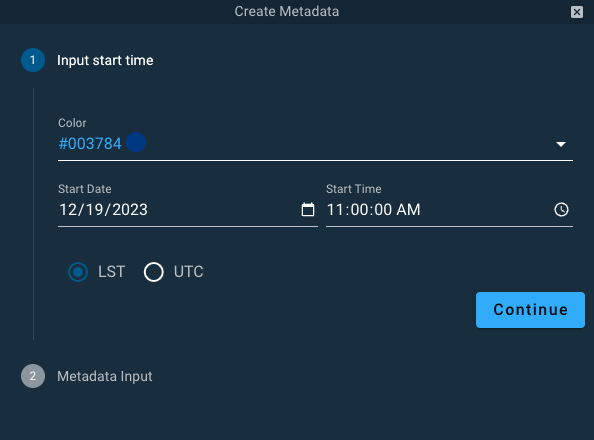 Create Metadata
1 Input start time
Color
#003784
Start Date Start Time
12/19/2023 11:00:00 AM
LST UTC
Continue
2 Metadata Input